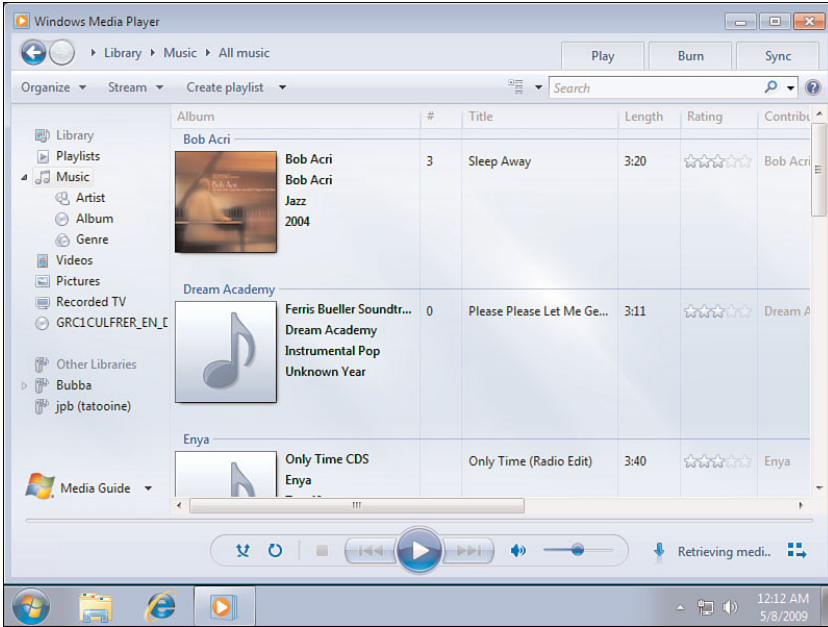 Windows Media Player
Library Music All music
Play Burn Sync
Organize Stream Create playlist Search
Album # Title Length Rating Contribu
Library
Playlists
Music
Artist
Album
Genre
Videos
Pictures
Recorded TV
GRC1CULFRER_EN_D
Other Libraries
Bubba
jpb (tatooine)
Media Guide
Bob Acri
Bob Acri 3 Sleep Away 3:20 Bob Acri
Bob Acri
Jazz
2004
Dream Academy
Ferris Bueller Soundtr... 0 Please Please Let Me Ge... 3:11 Dream A
Dream Academy
Instrumental Pop
Unknown Year
Enya
Only Time CDS Only Time (Radio Edit) 3:40 Enya
Enya
Retrieving medi..
12:12 AM
5/8/2009